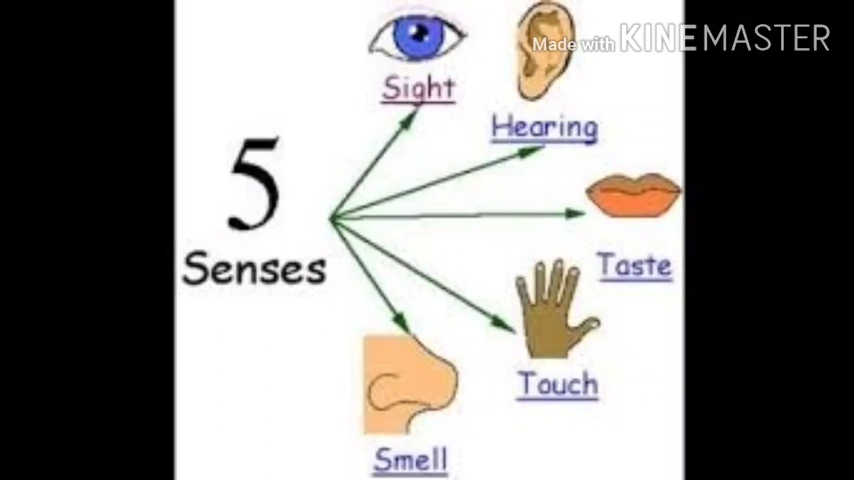 Made with KINEMASTER
Sight
Hearing
5
Senses
Taste
Touch
Smell